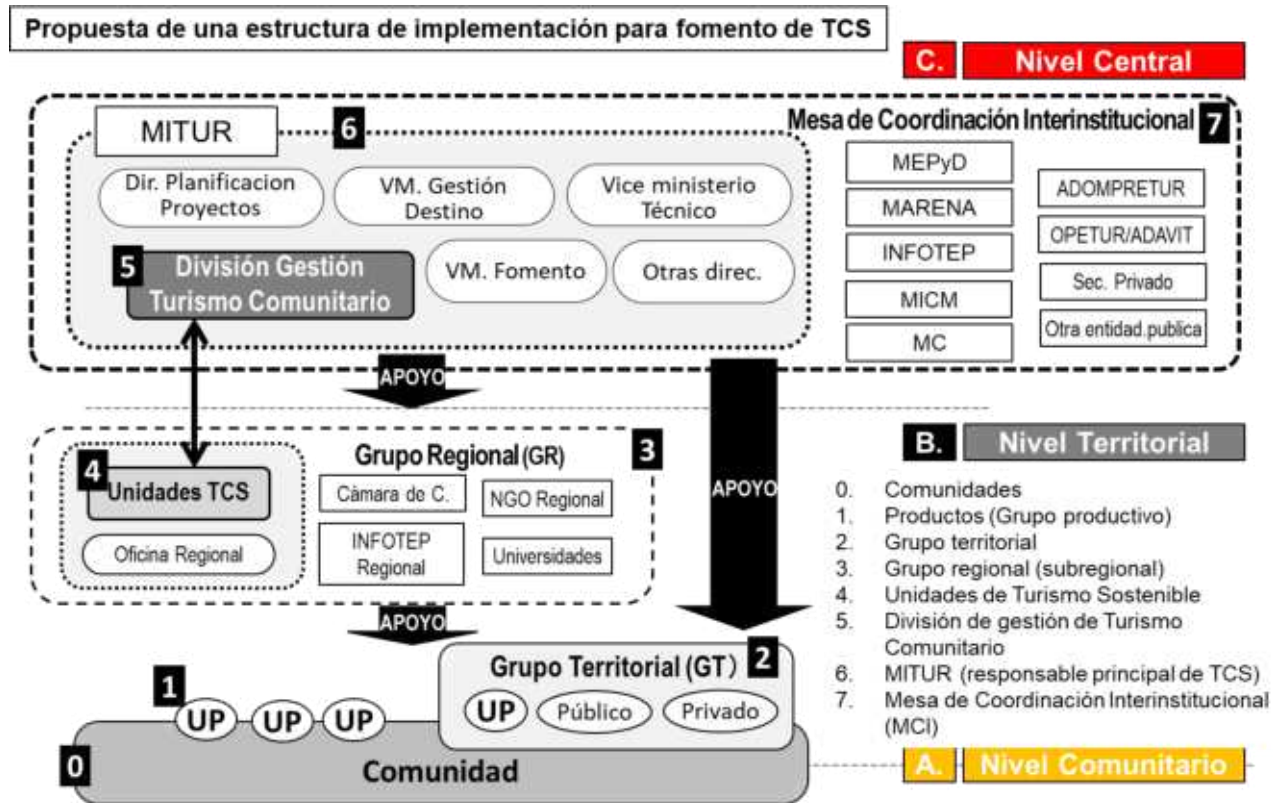 Propuesta de una estructura de implementación para fomento de TCS
C. Nivel Central
MITUR
6
Mesa de Coordinación Interinstitucional 7
Dir. Planificacion
Proyectos
VM. Gestión
Destino
Vice ministerio
Técnico
5 División Gestión
Turismo Comunitario
VM. Fomento
Otras direc.
MEPyD
MARENA
INFOTEP
MICM
MC
ADOMPRETUR
OPETUR/ADAVIT
Sec. Privado
Otra entidad.publica
APOYO
APOYO
B. Nivel Territorial
Grupo Regional (GR)
3
4
Unidades TCS
Oficina Regional
Càmara de C.
NGO Regional
INFOTEP
Regional
Universidades
APOYO
0. Comunidades
1. Productos (Grupo productivo)
2. Grupo territorial
3. Grupo regional (subregional)
4. Unidades de Turismo Sostenible
5. División de gestión de Turismo
Comunitario
6. MITUR (responsable principal de TCS)
7. Mesa de Coordinación Interinstitucional
(MCI)
Grupo Territorial (GT) 2
UP Público Privado
1
UP UP UP
0
Comunidad
A. Nivel Comunitario